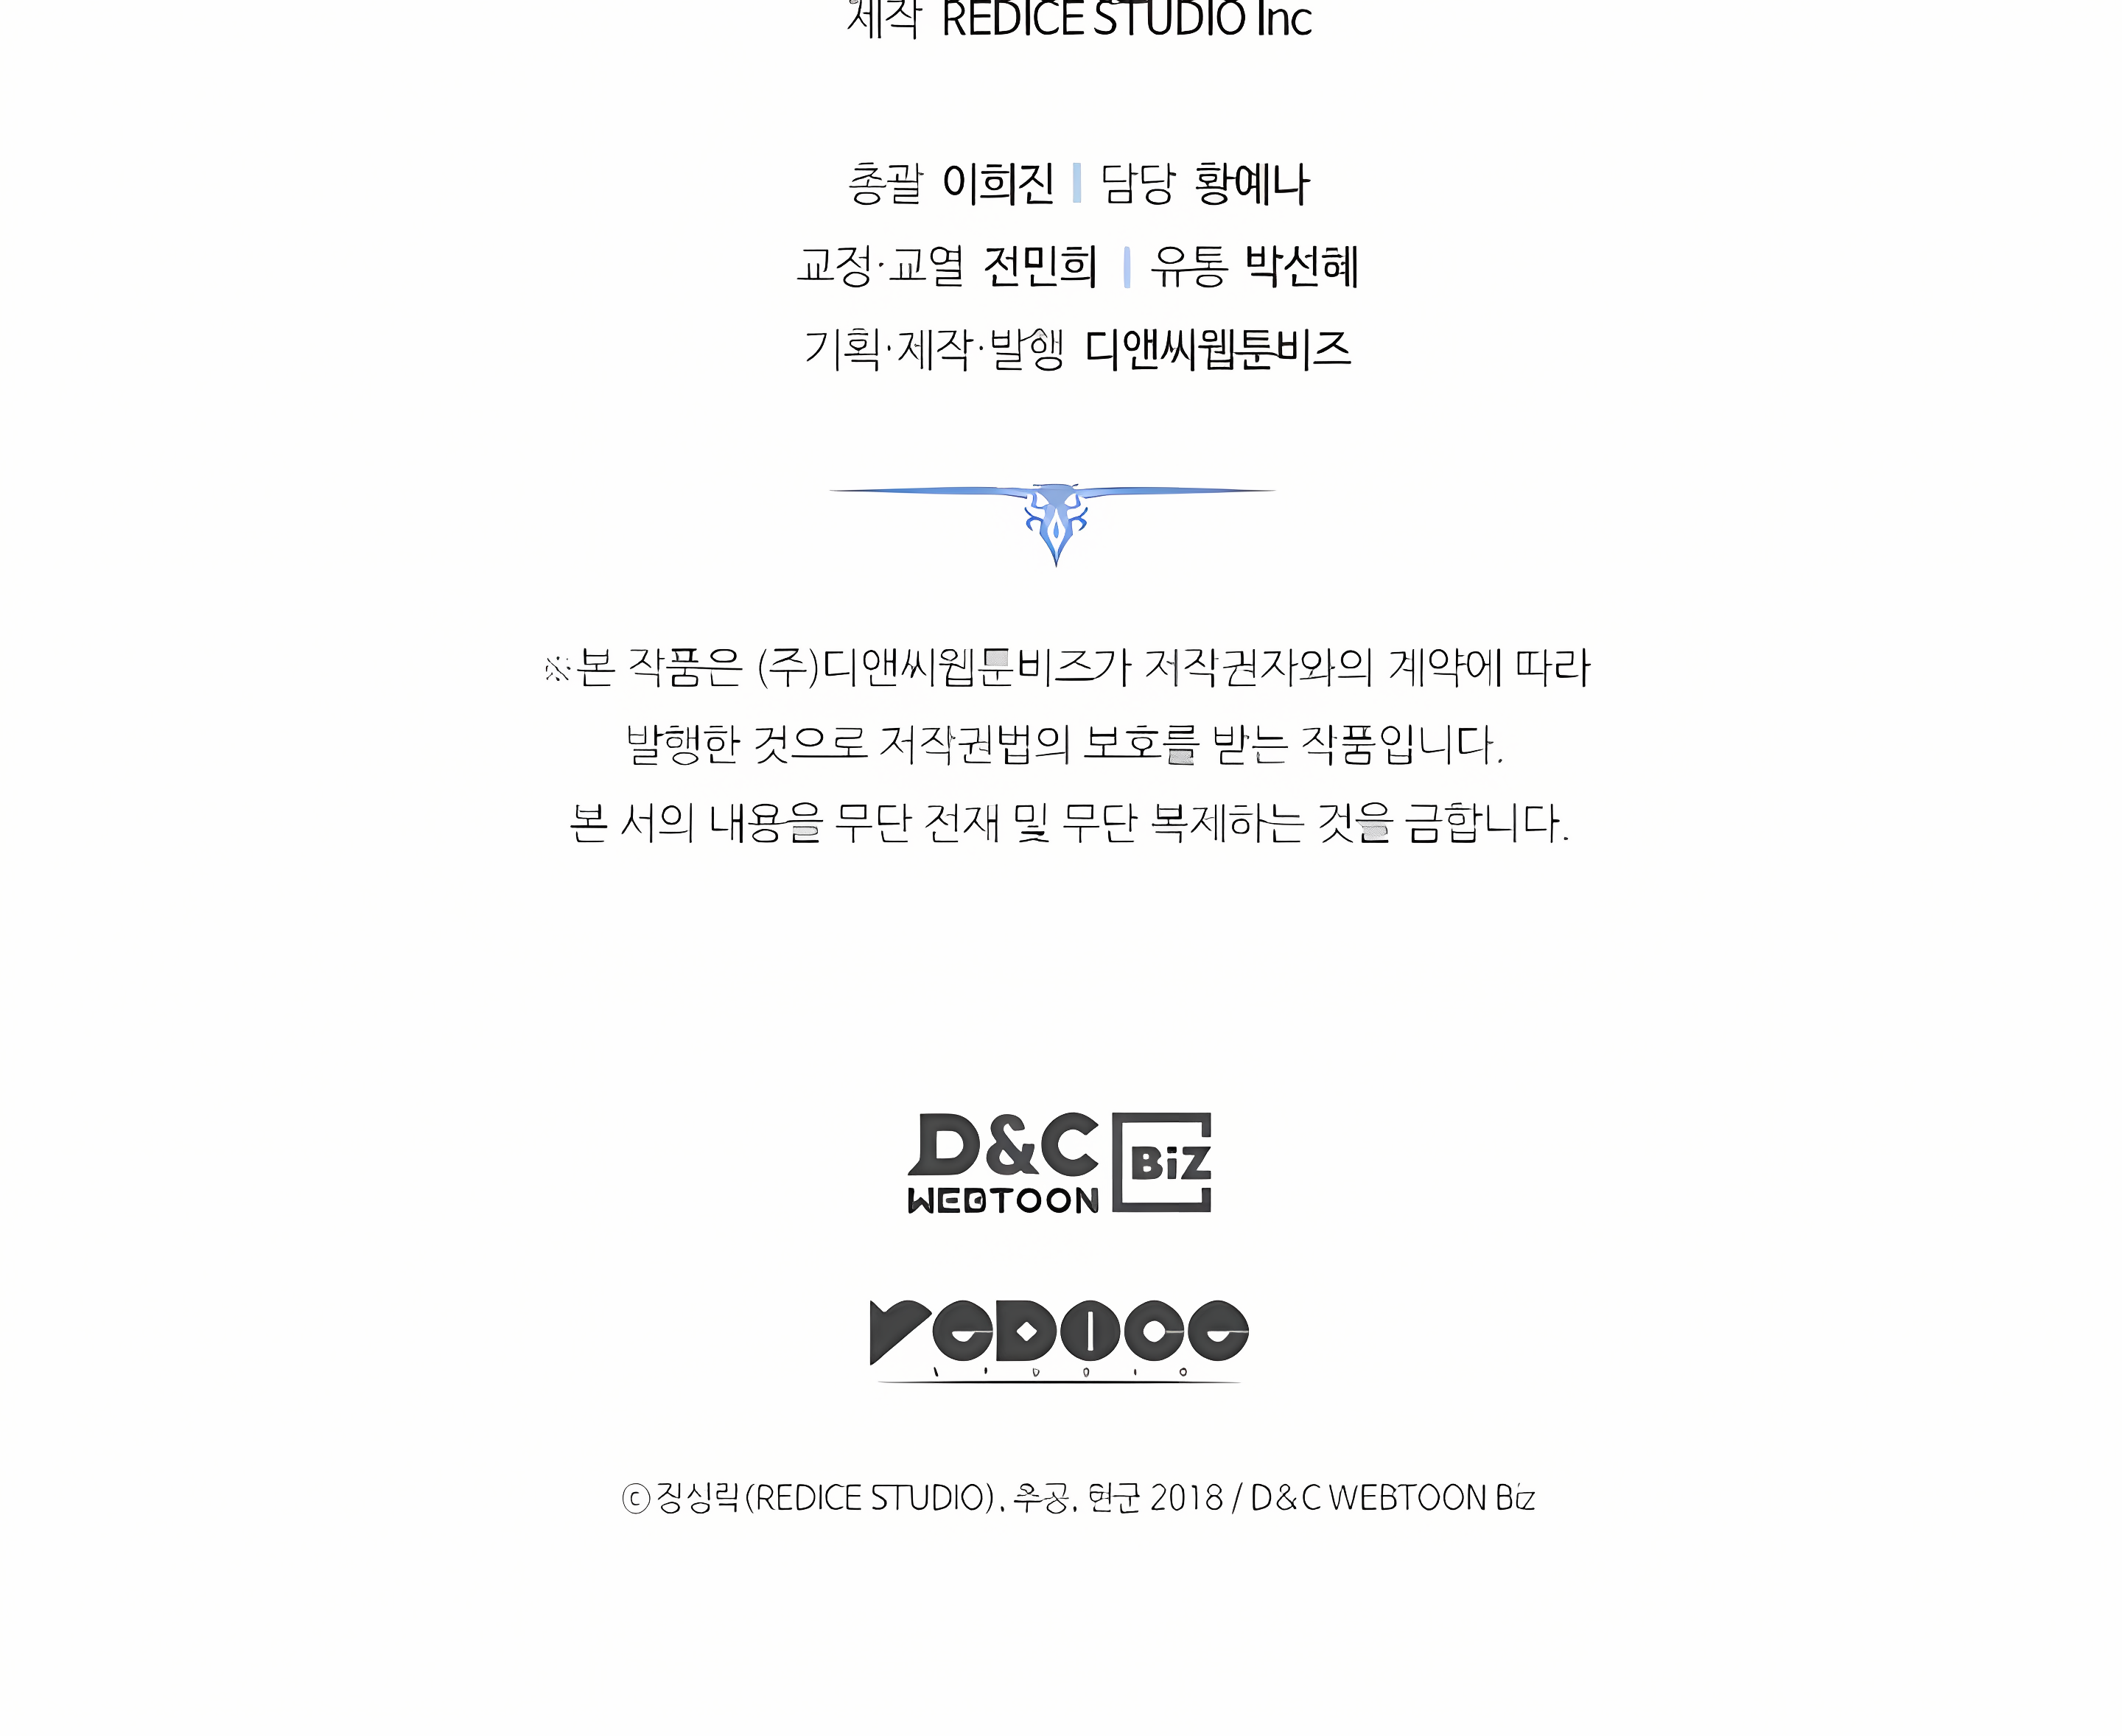 제작 REDICE STUDIO Inc
총괄 이희진 | 담당 황예나
교정·교열 전민희 | 유통 박선혜
기획·제작·발행 디앤씨웹툰비즈
※본 작품은 (주)디앤씨웹툰비즈가 저작권자와의 계약에 따라
발행한 것으로 저작권법의 보호를 받는 작품입니다.
본 서의 내용을 무단 전재 및 무단 복제하는 것을 금합니다.
D&C BiZ
WEBTOON
REDICE
ⓒ (REDICE STUDIO), 우공, 현군 2018 / D&C WEBTOON Biz